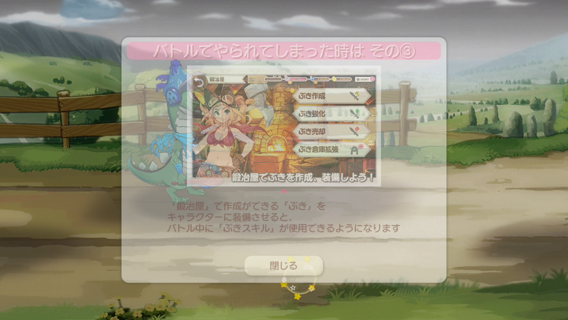 バトルでやられてしまった時は その③
鍛冶屋
ぶき作成
ぶき強化
ぶき売却
ぶき倉庫拡張
鍛冶屋でぶきを作成、装備しよう！
「鍛冶屋」で作成ができる「ぶき」を
キャラクターに装備させると、
バトル中に「ぶきスキル」が使用できるようになります
閉じる